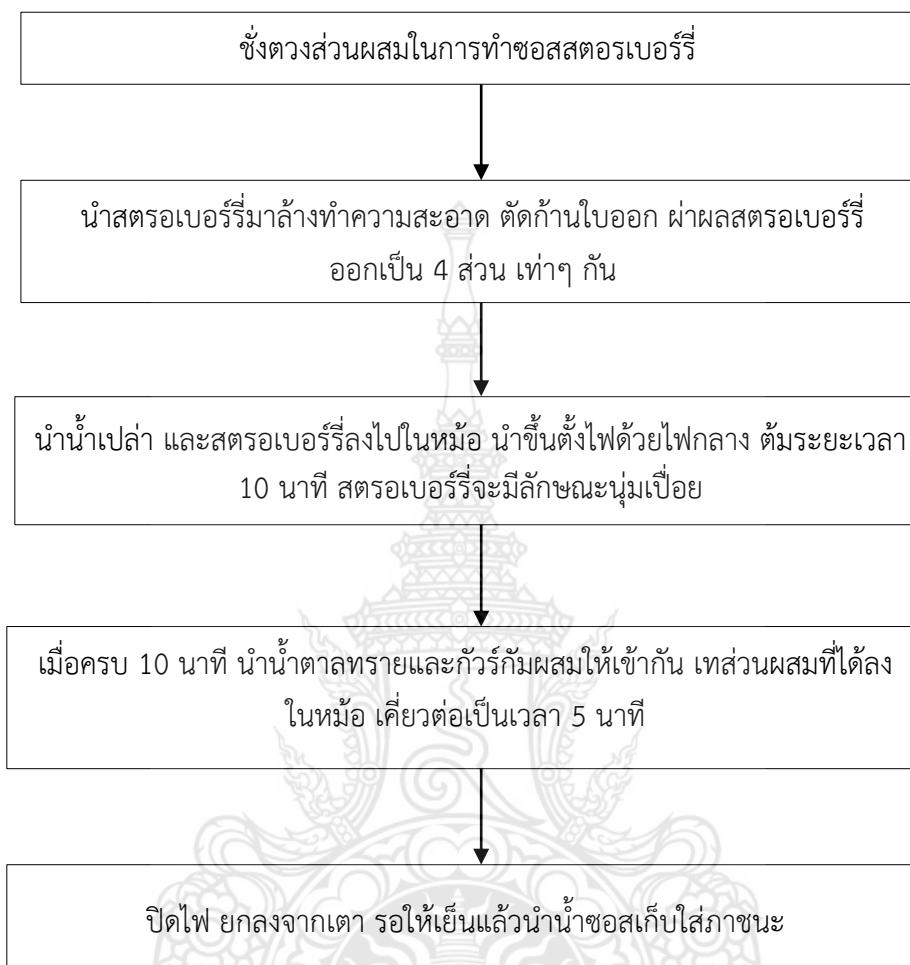 ชั่งตวงส่วนผสมในการทำซอสสตอรเบอร์รี่
นำสตรอเบอร์รี่มาล้างทำความสะอาด ตัดก้านใบออก ผ่าผลสตรอเบอร์รี่
ออกเป็น 4 ส่วน เท่าๆ กัน
นำน้ำเปล่า และสตรอเบอร์รี่ลงไปในหม้อ นำขึ้นตั้งไฟด้วยไฟกลาง ต้มระยะเวลา
10 นาที สตรอเบอร์รี่จะมีลักษณะนุ่มเปื่อย
เมื่อครบ 10 นาที นำน้ำตาลทรายและกัวร์กัมผสมให้เข้ากัน เทส่วนผสมที่ได้ลง
ในหม้อ เคี่ยวต่อเป็นเวลา 5 นาที
ปิดไฟ ยกลงจากเตา รอให้เย็นแล้วนำน้ำซอสเก็บใส่ภาชนะ